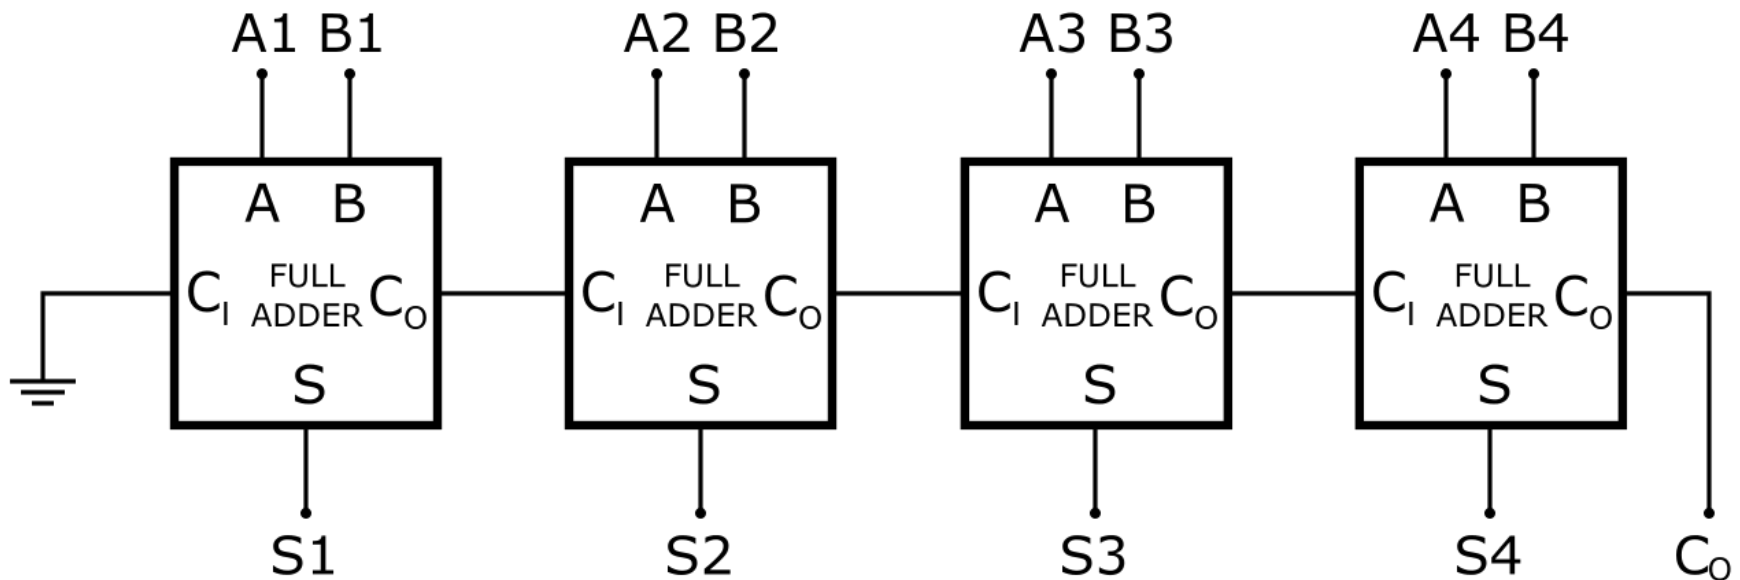 A1 B1 A2 B2 A3 B3 A4 B4
A B A B A B A B
CI FULL ADDER CO CI FULL ADDER CO CI FULL ADDER CO CI FULL ADDER CO
S S S S
S1 S2 S3 S4 CO